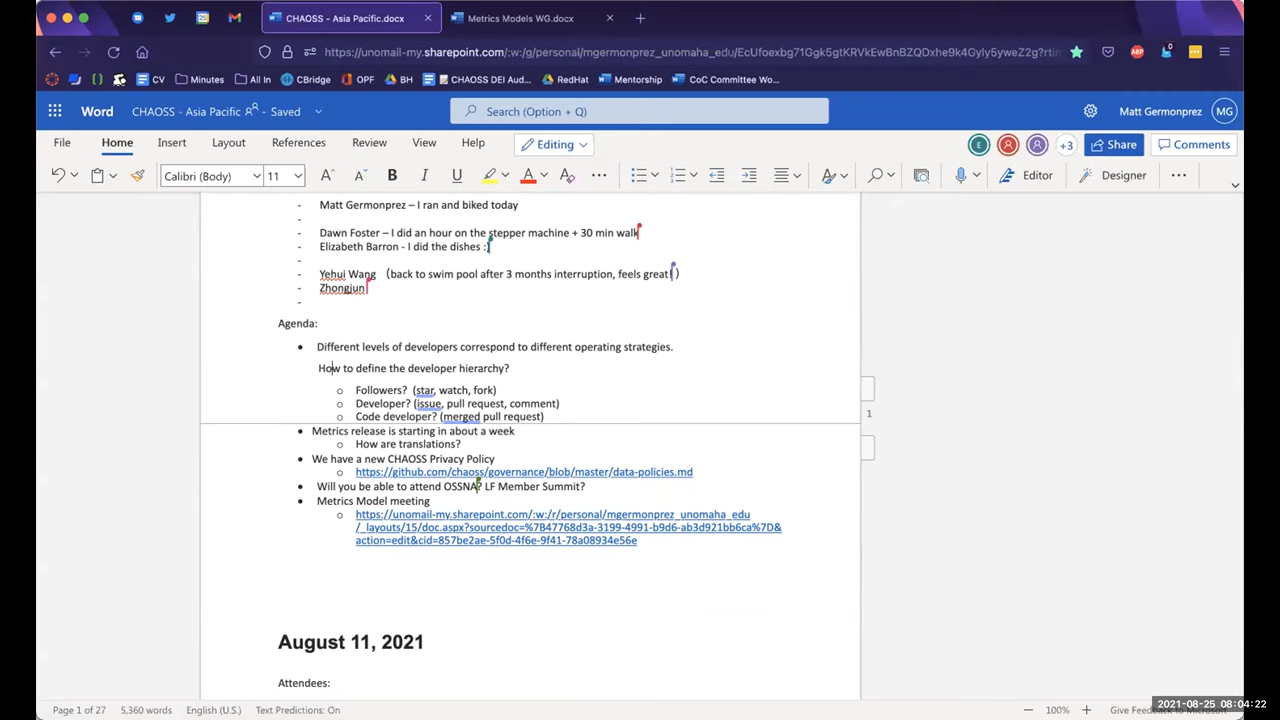 CHAOSS - Asia Pacific.docx
Metrics Models WG.docx
https://unomail-my.sharepoint.com/:w:/g/personal/mgermonprez_unomaha_edu/EcUfoexbg71Ggk5gtKRVkEwBnBZQDxhe9k4Gyly5yweZ2g?rtim
CV
Minutes
All In
CBridge
OPF
BH
CHAOSS DEI Aud...
RedHat
Mentorship
CoC Committee Wo...
Word
CHAOSS - Asia Pacific
- Saved
Search (Option + Q)
Matt Germonprez
MG
File
Home
Insert
Layout
References
Review
View
Help
Editing
E
A
A
+3
Share
Comments
Calibri (Body)
11
Editor
Designer
- Matt Germonprez – I ran and biked today
-
- Dawn Foster – I did an hour on the stepper machine + 30 min walk
- Elizabeth Barron - I did the dishes :)
-
- Yehui Wang (back to swim pool after 3 months interruption, feels great! )
- Zhongjun
-
Agenda:
• Different levels of developers correspond to different operating strategies.
How to define the developer hierarchy?
o Followers? (star, watch, fork)
o Developer? (issue, pull request, comment)
o Code developer? (merged pull request)
• Metrics release is starting in about a week
o How are translations?
• We have a new CHAOSS Privacy Policy
o https://github.com/chaoss/governance/blob/master/data-policies.md
• Will you be able to attend OSSNA? LF Member Summit?
• Metrics Model meeting
o https://unomail-my.sharepoint.com/:w:/r/personal/mgermonprez_unomaha_edu
/_layouts/15/doc.aspx?sourcedoc=%7B47768d3a-3199-4991-b9d6-ab3d921bb6ca%7D&
action=edit&cid=857be2ae-5f0d-4f6e-9f41-78a08934e56e
1
August 11, 2021
Attendees:
Page 1 of 27
5,360 words
English (U.S.)
Text Predictions: On
100%
Give Feedback to Microsoft
2021-08-25 08:04:22